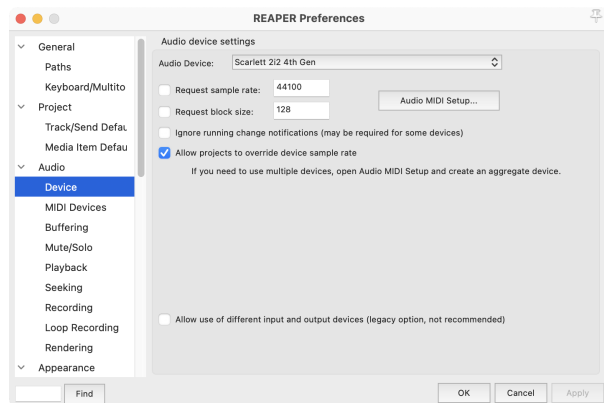 REAPER Preferences
General
Paths
Keyboard/Multito
Project
Track/Send Defau
Media Item Defau
Audio
Device
MIDI Devices
Buffering
Mute/Solo
Playback
Seeking
Recording
Loop Recording
Rendering
Appearance
Find
Audio device settings
Audio Device: Scarlett 2i2 4th Gen
Request sample rate: 44100
Request block size: 128
Audio MIDI Setup...
Ignore running change notifications (may be required for some devices)
Allow projects to override device sample rate
If you need to use multiple devices, open Audio MIDI Setup and create an aggregate device.
Allow use of different input and output devices (legacy option, not recommended)
OK Cancel Apply